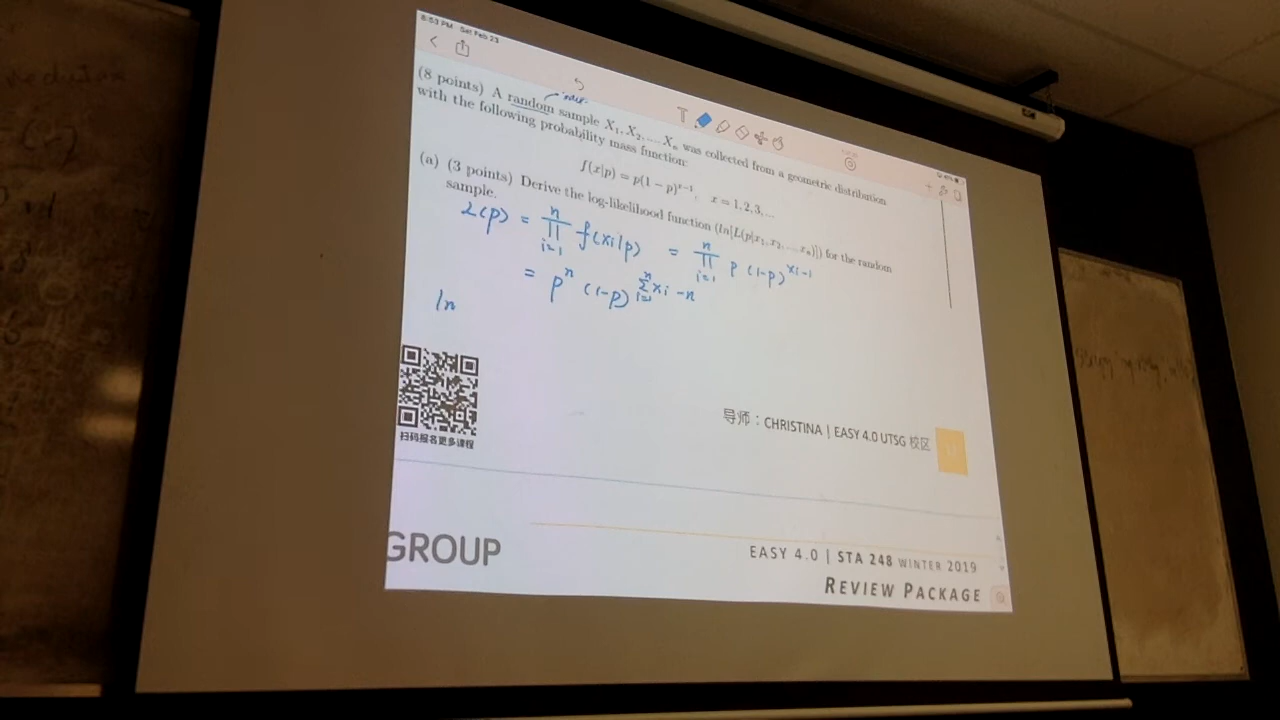 8:53 PM Sat Feb 23
(8 points) A random sample X₁, X₂, ... Xₙ was collected from a geometric distribution
with the following probability mass function:
f(x|p) = p(1 − p)^{x−1}, x = 1, 2, 3, ...
(a) (3 points) Derive the log-likelihood function (ln[L(p|x₁, x₂, ... xₙ)]) for the random
sample.
L(p) = ∏_{i=1}^{n} f(xi|p) = ∏_{i=1}^{n} p (1-p)^{xi-1}
= p^n (1-p)^{∑_{i=1}^{n} xi - n}
ln
扫码报名更多课程
导师：CHRISTINA | EASY 4.0 UTSG 校区
GROUP
EASY 4.0 | STA 248 WINTER 2019
REVIEW PACKAGE